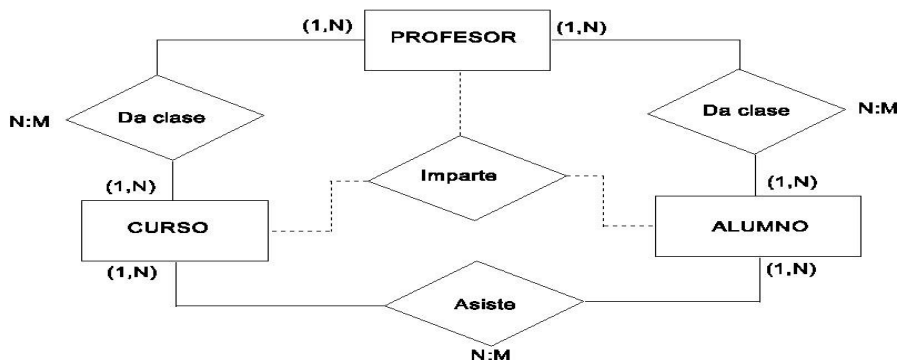 (1,N) PROFESOR (1,N)
N:M Da clase Da clase N:M
Imparte
(1,N) (1,N)
CURSO ALUMNO
(1,N) (1,N)
Asiste
N:M